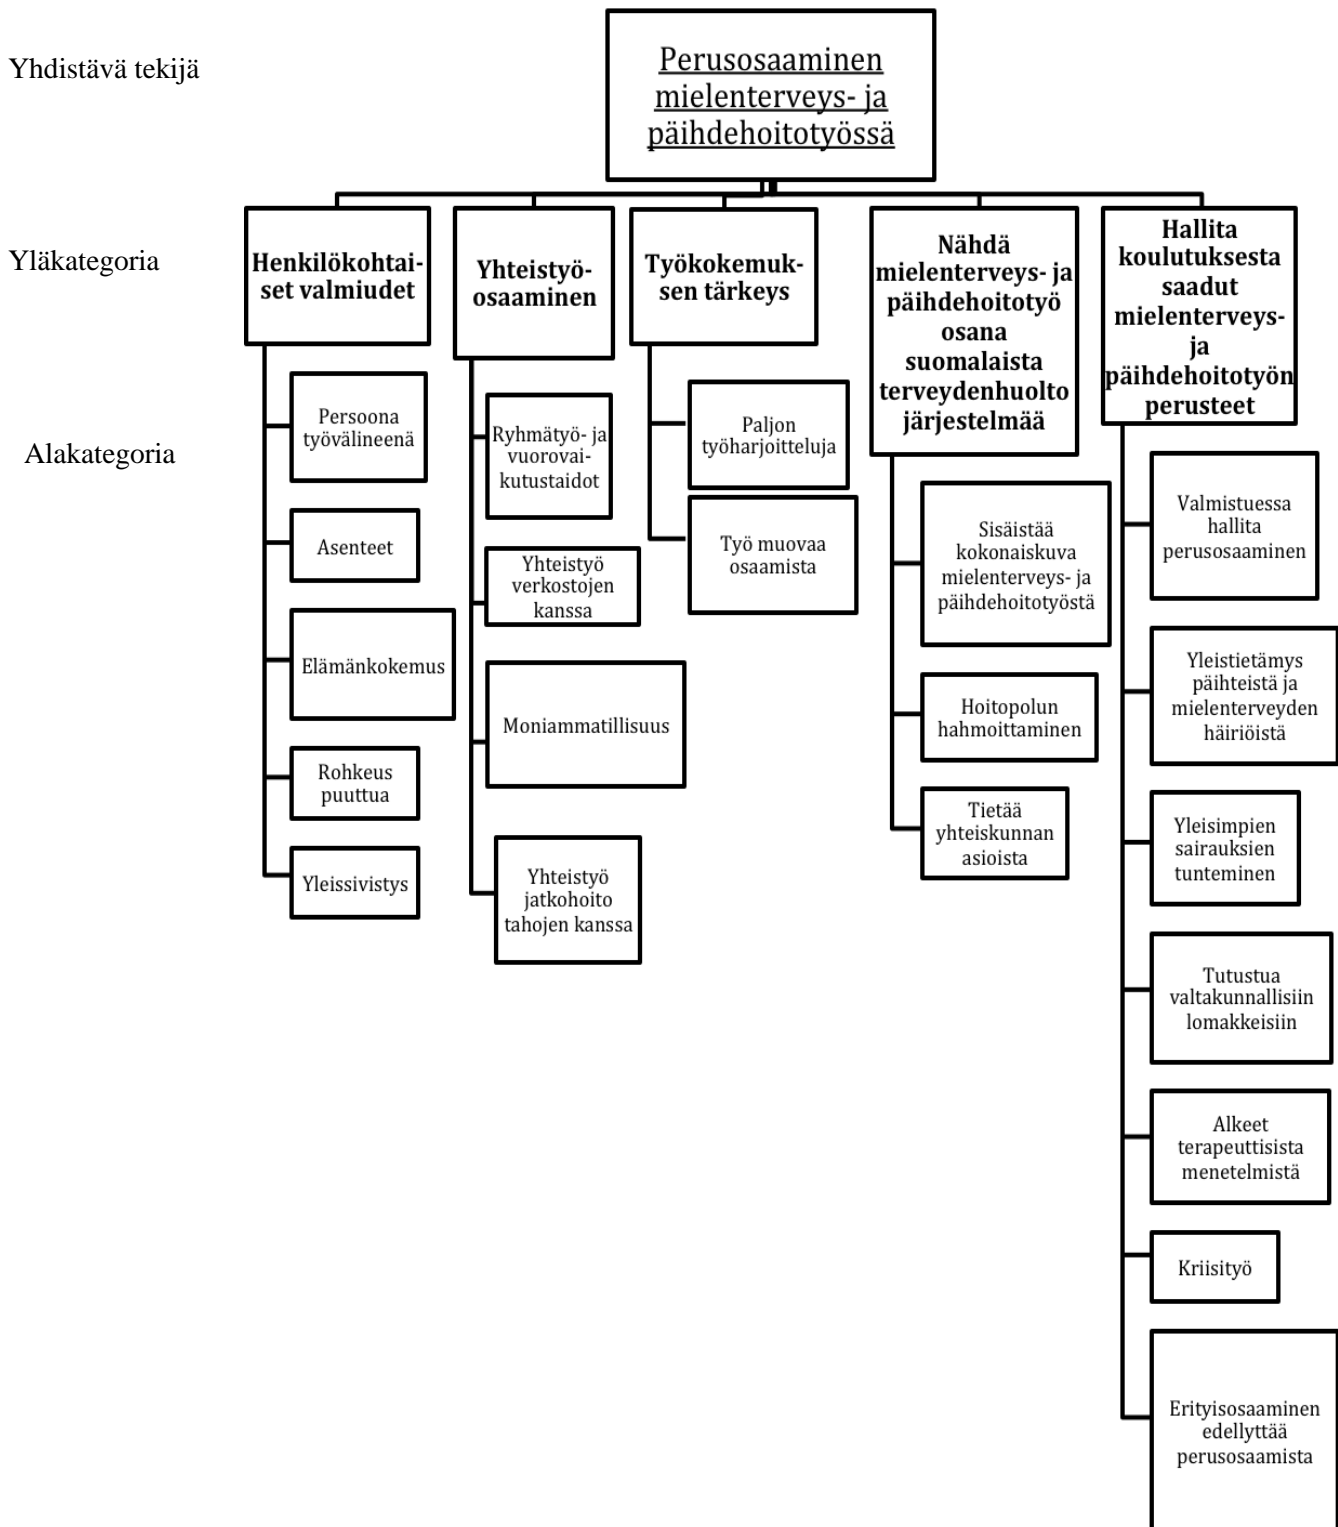 Yhdistävä tekijä
Perusosaaminen
mielenterveys- ja
päihdehoitotyössä
Yläkategoria
Henkilökohtai-
set valmiudet
Yhteistyö-
osaaminen
Työkokemuk-
sen tärkeys
Nähdä
mielenterveys- ja
päihdehoitotyö
osana
suomalaista
terveydenhuolto
järjestelmää
Hallita
koulutuksesta
saadut
mielenterveys-
ja
päihdehoitotyön
perusteet
Alakategoria
Persoona
työvälineenä
Asenteet
Elämänkokemus
Rohkeus
puuttua
Yleissivistys
Ryhmätyö- ja
vuorovai-
kutustaidot
Yhteistyö
verkostojen
kanssa
Moniammatillisuus
Yhteistyö
jatkohoito
tahojen kanssa
Paljon
työharjoitteluja
Työ muovaa
osaamista
Sisäistää
kokonaiskuva
mielenterveys- ja
päihdehoitotyöstä
Hoitopolun
hahmoittaminen
Tietää
yhteiskunnan
asioista
Valmistuessa
hallita
perusosaaminen
Yleistietämys
päihteistä ja
mielenterveyden
häiriöistä
Yleisimpien
sairauksien
tunteminen
Tutustua
valtakunnallisiin
lomakkeisiin
Alkeet
terapeuttisista
menetelmistä
Kriisityö
Erityisosaaminen
edellyttää
perusosaamista